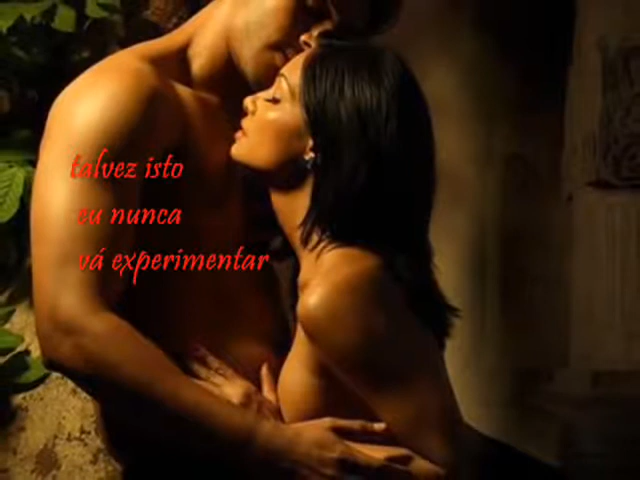 talvez isto
eu nunca
vá experimentar